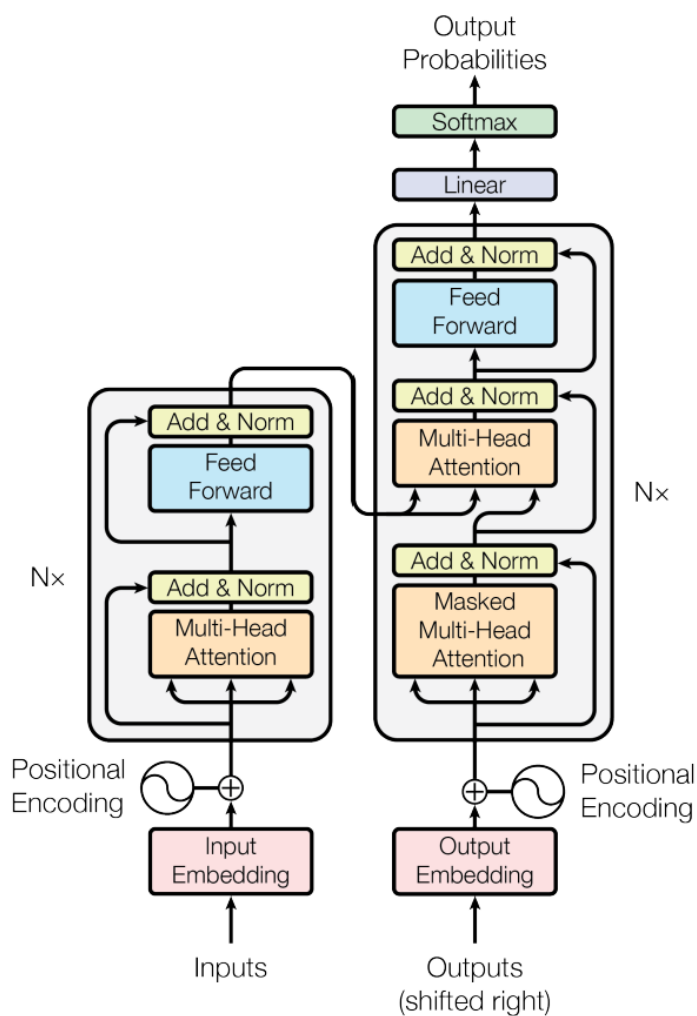 Output
Probabilities
Softmax
Linear
Add & Norm
Feed
Forward
Add & Norm
Multi-Head
Attention
Nx
Add & Norm
Masked
Multi-Head
Attention
Add & Norm
Feed
Forward
Nx
Add & Norm
Multi-Head
Attention
Positional
Encoding
Positional
Encoding
Input
Embedding
Output
Embedding
Inputs
Outputs
(shifted right)